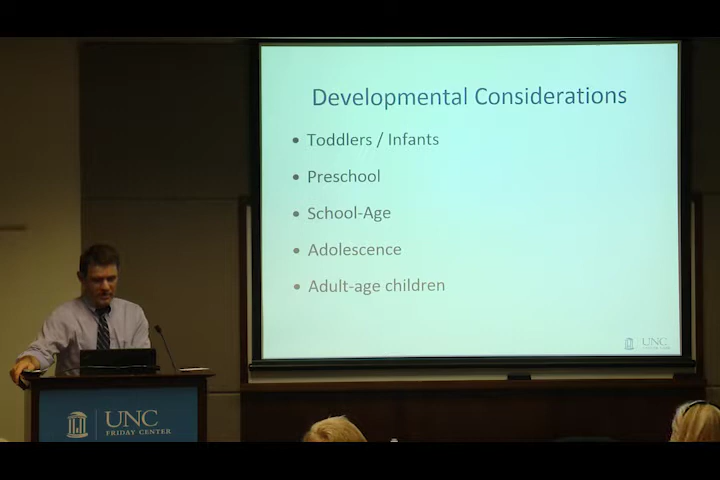 Developmental Considerations
• Toddlers / Infants
• Preschool
• School-Age
• Adolescence
• Adult-age children
UNC
UNC
FRIDAY CENTER